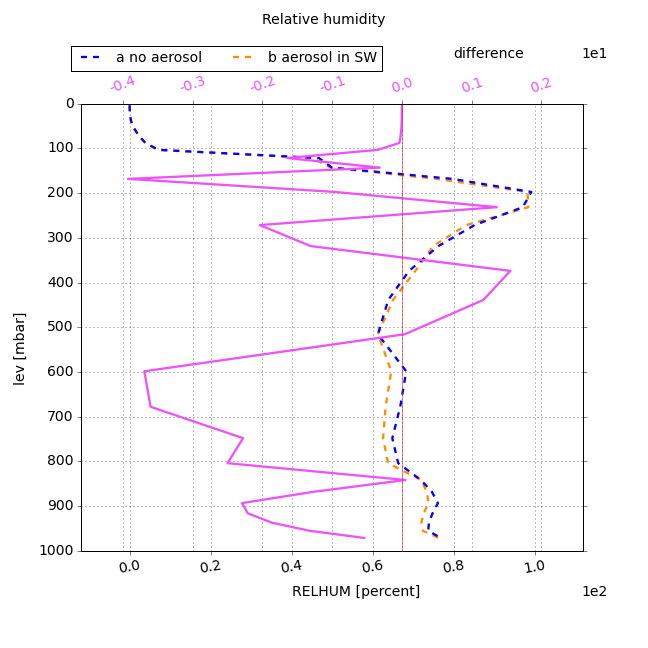 Relative humidity
a no aerosol b aerosol in SW difference 1e1
-0.4 -0.3 -0.2 -0.1 0.0 0.1 0.2
0
100
200
300
400
500
600
700
800
900
1000
lev [mbar]
0.0 0.2 0.4 0.6 0.8 1.0
RELHUM [percent] 1e2